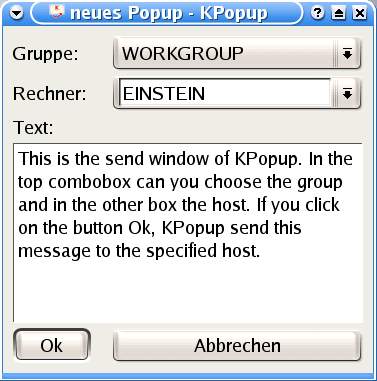 neues Popup - KPopup
Gruppe: WORKGROUP
Rechner: EINSTEIN
Text:
This is the send window of KPopup. In the
top combobox can you choose the group
and in the other box the host. If you click
on the button Ok, KPopup send this
message to the specified host.
Ok Abbrechen